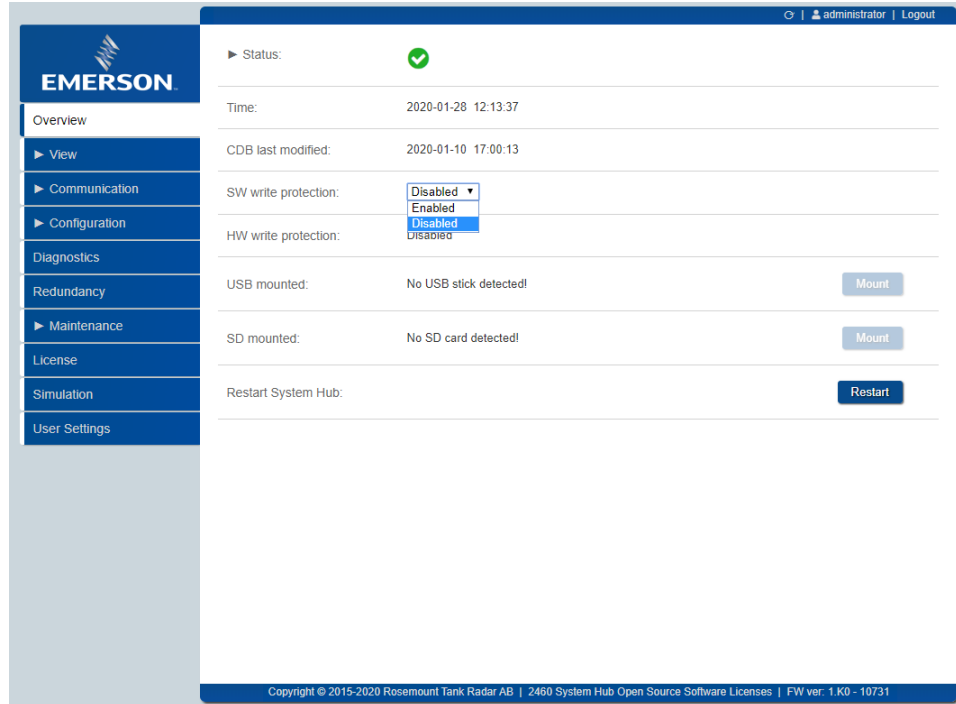 administrator | Logout
EMERSON
Overview
► View
► Communication
► Configuration
Diagnostics
Redundancy
► Maintenance
License
Simulation
User Settings
► Status:
Time: 2020-01-28 12:13:37
CDB last modified: 2020-01-10 17:00:13
SW write protection: Disabled ▼
Enabled
Disabled
HW write protection: Disabled
USB mounted: No USB stick detected! Mount
SD mounted: No SD card detected! Mount
Restart System Hub: Restart
Copyright © 2015-2020 Rosemount Tank Radar AB | 2460 System Hub Open Source Software Licenses | FW ver: 1.K0 - 10731